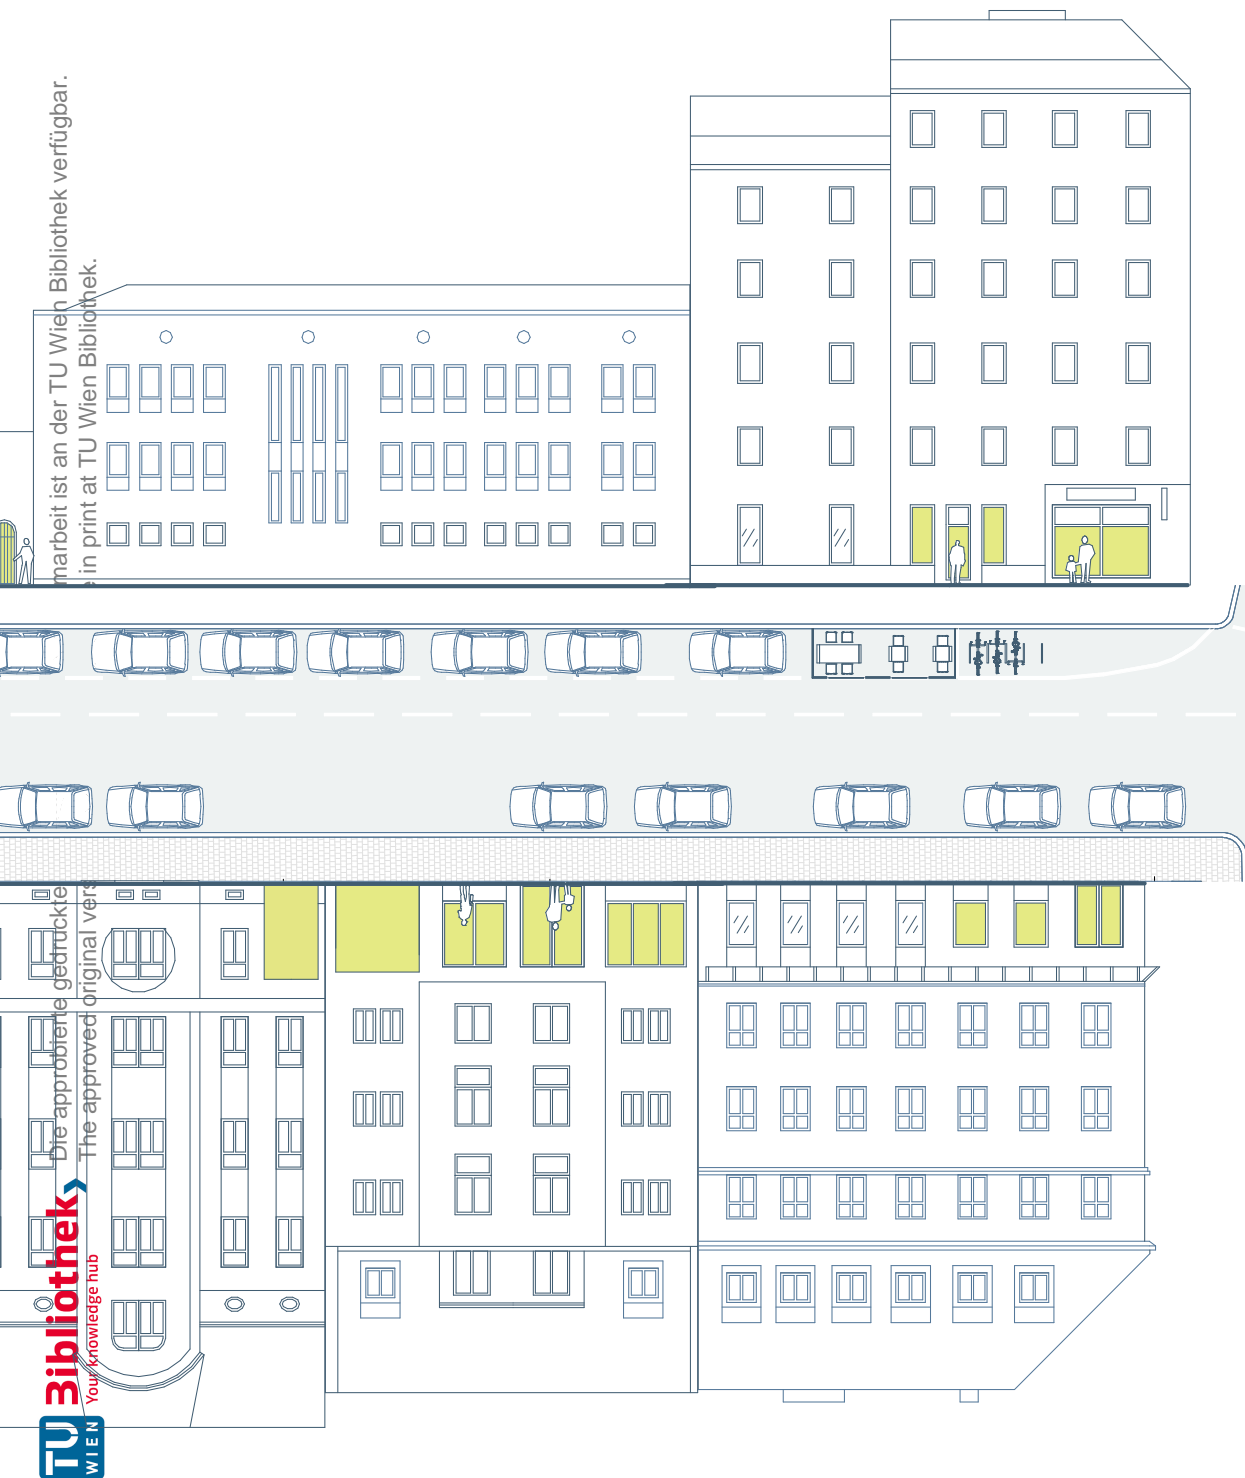 Die approbierte gedruckte
marbeit ist an der TU Wien Bibliothek verfügbar.
The approved original vers
e in print at TU Wien Bibliothek.
Bibliothek
Your knowledge hub
TU
WIEN